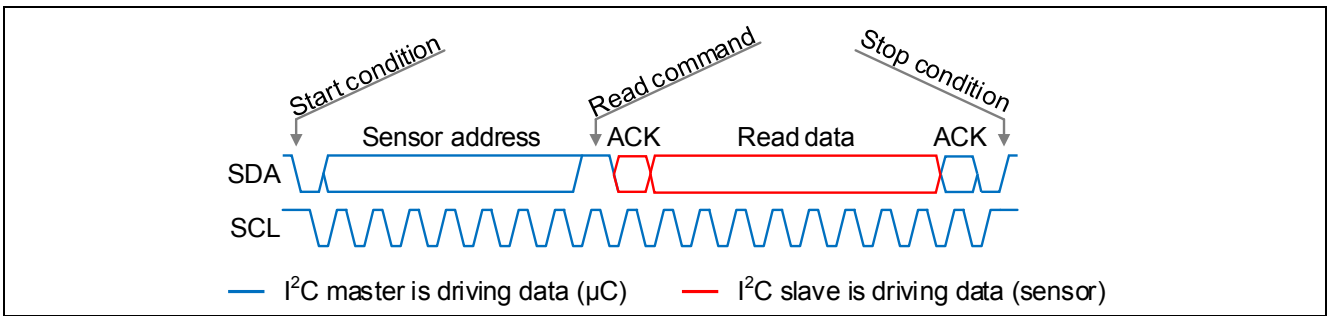 Start condition
Read command
Stop condition
Sensor address
ACK
Read data
ACK
SDA
SCL
I²C master is driving data (µC)
I²C slave is driving data (sensor)